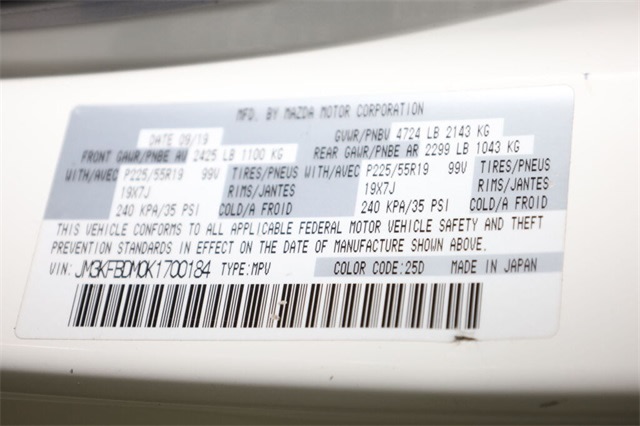 MFD. BY MAZDA MOTOR CORPORATION
DATE 09/19 GVWR/PNBV 4724 LB 2143 KG
FRONT GAWR/PNBE AV 2425 LB 1100 KG REAR GAWR/PNBE AR 2299 LB 1043 KG
WITH/AVEC P225/55R19 99V TIRES/PNEUS WITH/AVEC P225/55R19 99V TIRES/PNEUS
19X7J RIMS/JANTES 19X7J RIMS/JANTES
240 KPA/35 PSI COLD/A FROID 240 KPA/35 PSI COLD/A FROID
THIS VEHICLE CONFORMS TO ALL APPLICABLE FEDERAL MOTOR VEHICLE SAFETY AND THEFT
PREVENTION STANDARDS IN EFFECT ON THE DATE OF MANUFACTURE SHOWN ABOVE.
VIN: JM3KFBDM0K1700184 TYPE:MPV COLOR CODE:25D MADE IN JAPAN